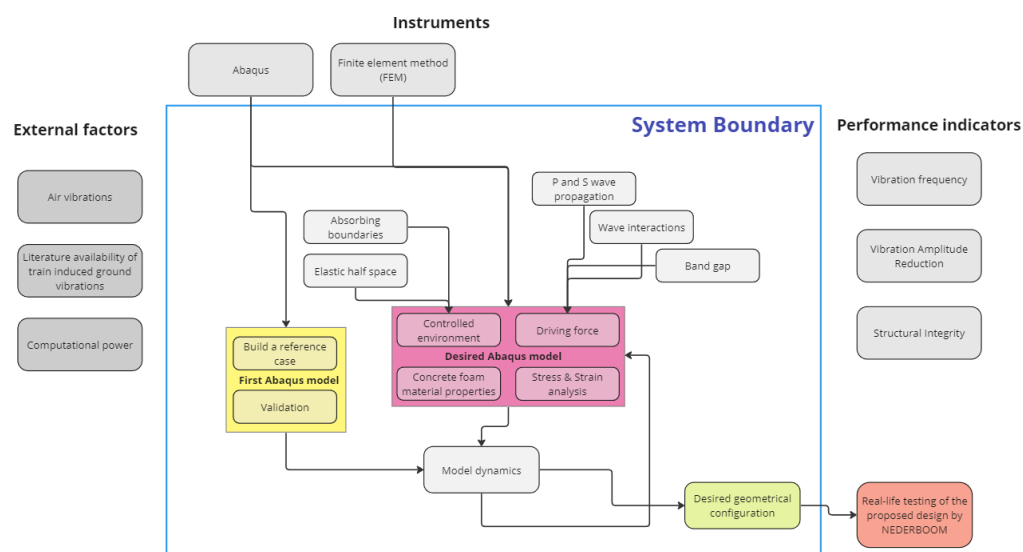 Instruments
Abaqus
Finite element method
(FEM)
External factors
System Boundary
Performance indicators
Air vibrations
Literature availability of
train induced ground
vibrations
Computational power
P and S wave
propagation
Absorbing
boundaries
Wave interactions
Elastic half space
Band gap
Vibration frequency
Vibration Amplitude
Reduction
Structural Integrity
Build a reference
case
First Abaqus model
Validation
Controlled
environment
Driving force
Desired Abaqus model
Concrete foam
material properties
Stress & Strain
analysis
Model dynamics
Desired geometrical
configuration
Real-life testing of the
proposed design by
NEDERBOOM